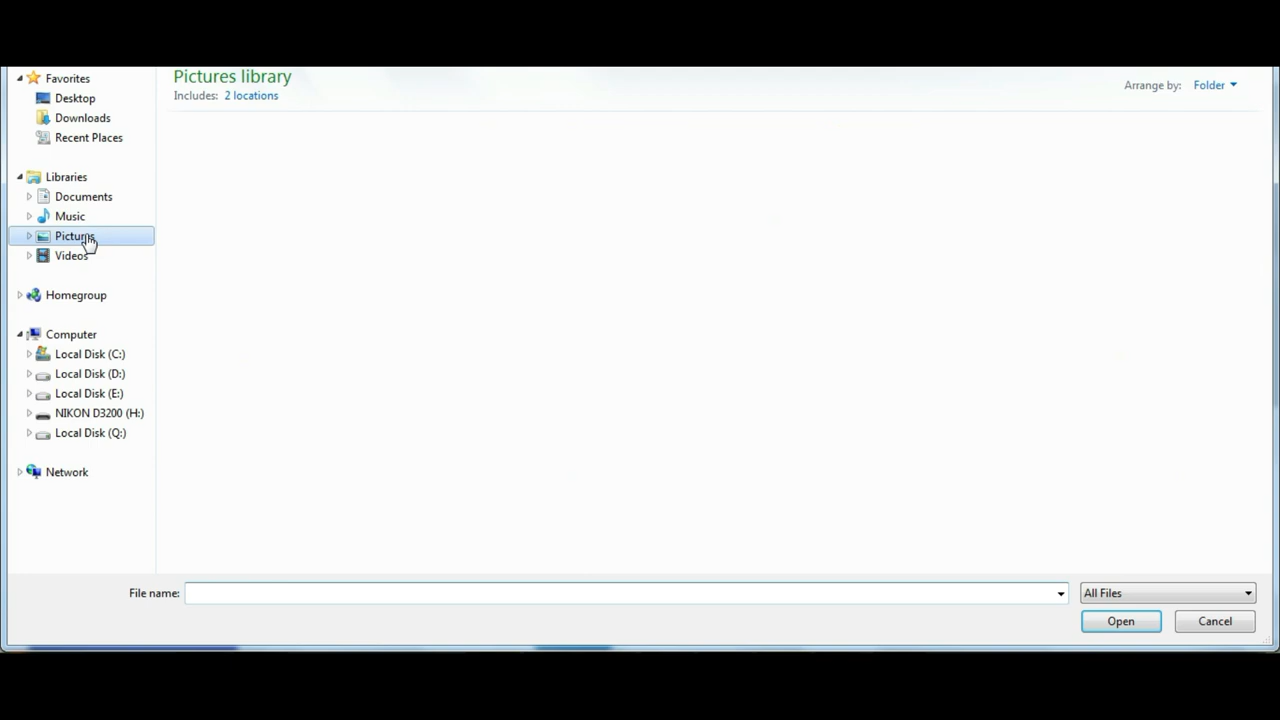 Favorites
Desktop
Downloads
Recent Places
Libraries
Documents
Music
Pictures
Videos
Homegroup
Computer
Local Disk (C:)
Local Disk (D:)
Local Disk (E:)
NIKON D3200 (H:)
Local Disk (Q:)
Network
Pictures library
Includes: 2 locations
Arrange by: Folder
File name:
All Files
Open
Cancel